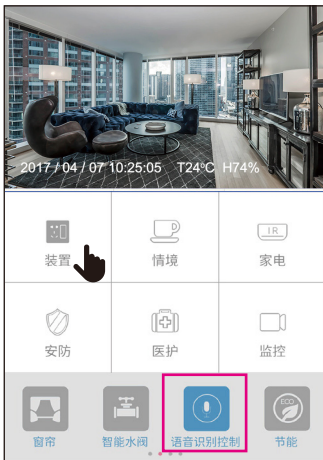 2017 / 04 / 07 10:25:05 T24°C H74%
D
IR
装置
情境
家电
安防
医护
监控
ECO
窗帘
智能水阀
语音识别控制
节能